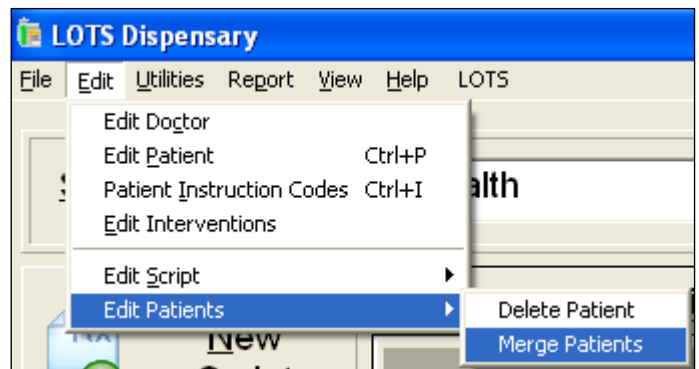 LOTS Dispensary
File Edit Utilities Report View Help LOTS
Edit Doctor
Edit Patient Ctrl+P
Patient Instruction Codes Ctrl+I
Edit Interventions
Edit Script
Edit Patients
Delete Patient
Merge Patients
New